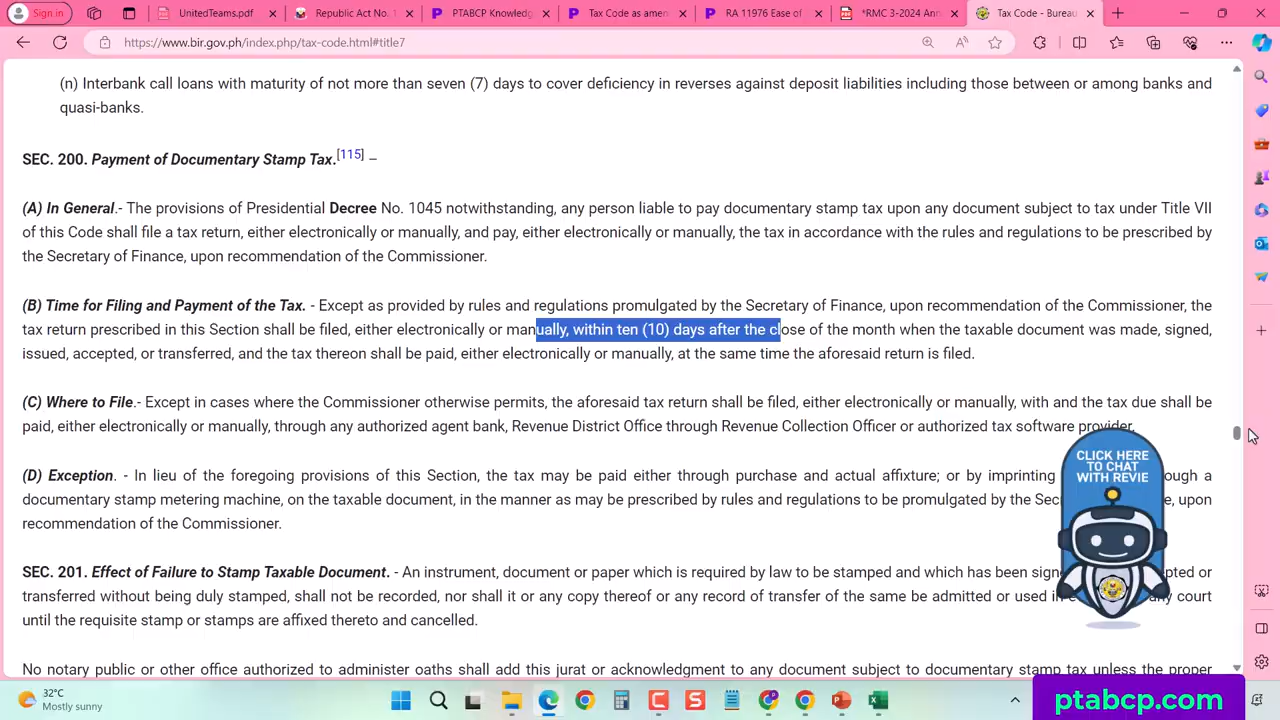 Sign in
UnitedTeams.pdf
Republic Act No. 1
PTABCP Knowledg
Tax Code as amen
RA 11976 Ease of
RMC 3-2024 Ann
Tax Code - Bureau
https://www.bir.gov.ph/index.php/tax-code.html#title7
(n) Interbank call loans with maturity of not more than seven (7) days to cover deficiency in reverses against deposit liabilities including those between or among banks and
quasi-banks.
SEC. 200. Payment of Documentary Stamp Tax.[115] –
(A) In General.- The provisions of Presidential Decree No. 1045 notwithstanding, any person liable to pay documentary stamp tax upon any document subject to tax under Title VII
of this Code shall file a tax return, either electronically or manually, and pay, either electronically or manually, the tax in accordance with the rules and regulations to be prescribed by
the Secretary of Finance, upon recommendation of the Commissioner.
(B) Time for Filing and Payment of the Tax. - Except as provided by rules and regulations promulgated by the Secretary of Finance, upon recommendation of the Commissioner, the
tax return prescribed in this Section shall be filed, either electronically or manually, within ten (10) days after the close of the month when the taxable document was made, signed,
issued, accepted, or transferred, and the tax thereon shall be paid, either electronically or manually, at the same time the aforesaid return is filed.
(C) Where to File.- Except in cases where the Commissioner otherwise permits, the aforesaid tax return shall be filed, either electronically or manually, with and the tax due shall be
paid, either electronically or manually, through any authorized agent bank, Revenue District Office through Revenue Collection Officer or authorized tax software provider.
CLICK HERE
TO CHAT
WITH REVIE
(D) Exception. - In lieu of the foregoing provisions of this Section, the tax may be paid either through purchase and actual affixture; or by imprinting through a
documentary stamp metering machine, on the taxable document, in the manner as may be prescribed by rules and regulations to be promulgated by the Sec upon
recommendation of the Commissioner.
SEC. 201. Effect of Failure to Stamp Taxable Document. - An instrument, document or paper which is required by law to be stamped and which has been sign pted or
transferred without being duly stamped, shall not be recorded, nor shall it or any copy thereof or any record of transfer of the same be admitted or used in any court
until the requisite stamp or stamps are affixed thereto and cancelled.
No notary public or other office authorized to administer oaths shall add this jurat or acknowledgment to any document subject to documentary stamp tax unless the proper
32°C
Mostly sunny
ptabcp.com